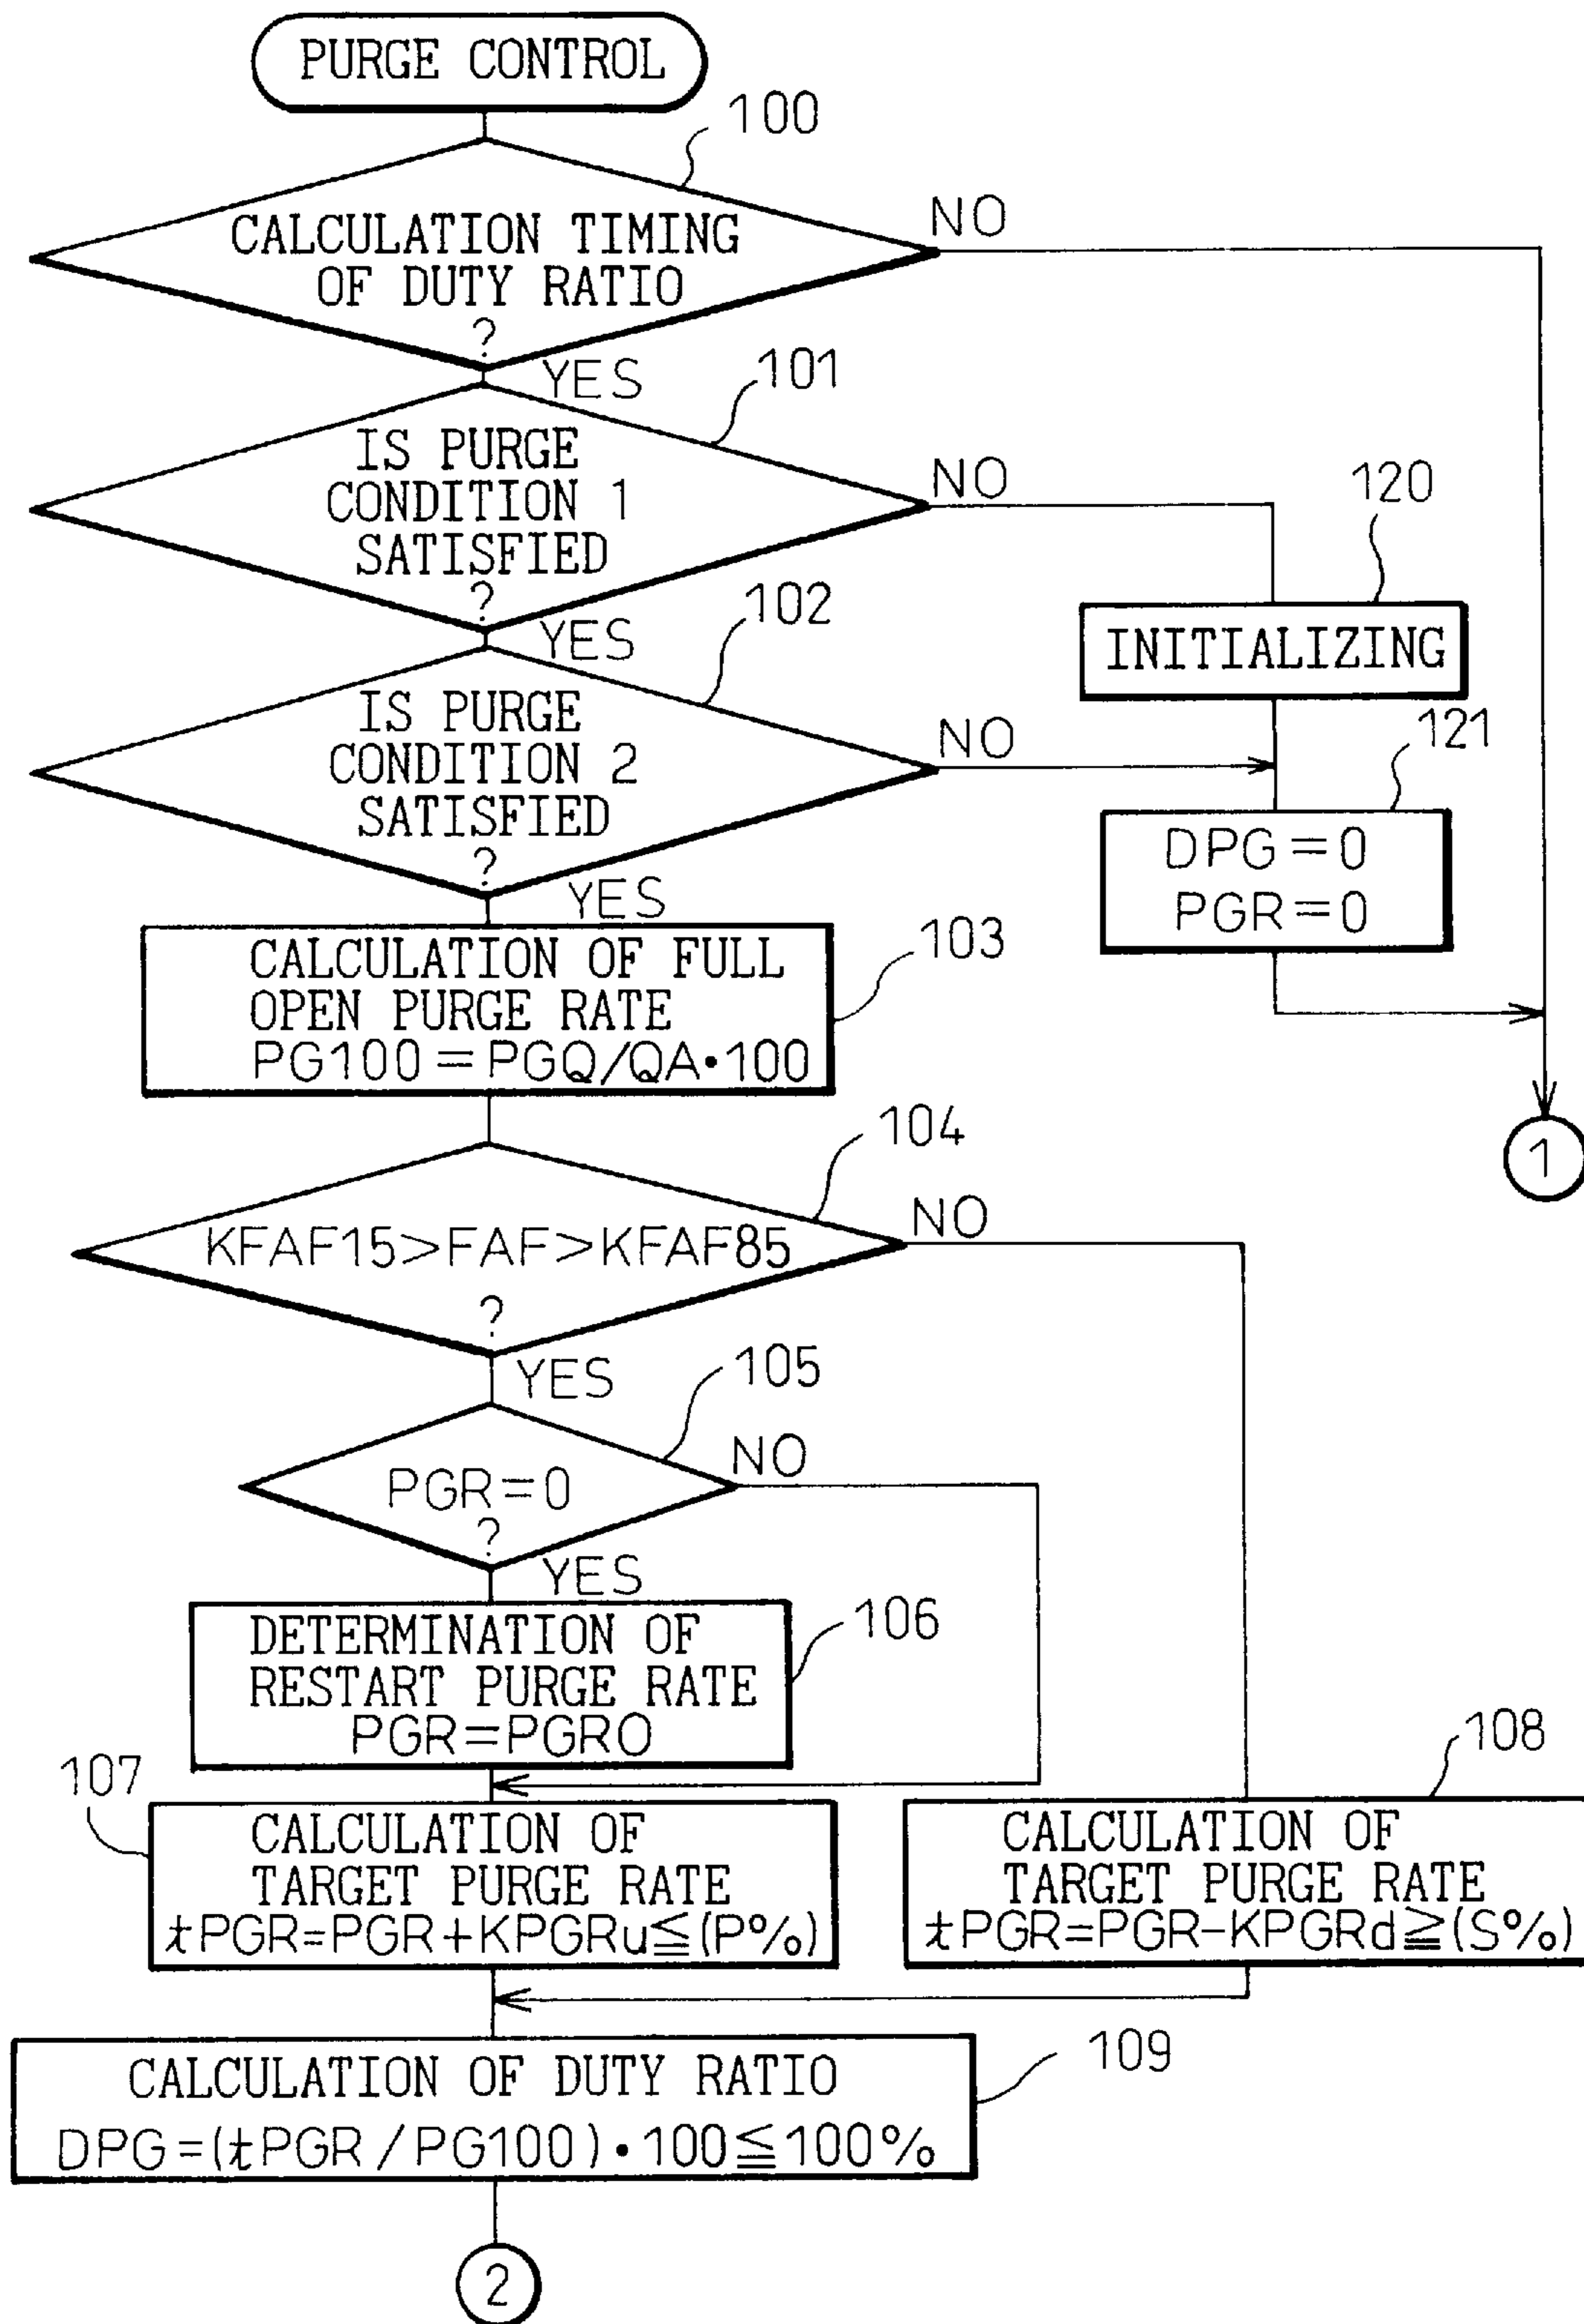 PURGE CONTROL
100
CALCULATION TIMING
OF DUTY RATIO
?
NO
YES
101
IS PURGE
CONDITION 1
SATISFIED
?
NO
YES
120
INITIALIZING
102
IS PURGE
CONDITION 2
SATISFIED
?
NO
YES
121
DPG=0
PGR=0
103
CALCULATION OF FULL
OPEN PURGE RATE
PG100=PGQ/QA•100
1
104
KFAF15>FAF>KFAF85
?
NO
YES
105
PGR=0
?
NO
YES
106
DETERMINATION OF
RESTART PURGE RATE
PGR=PGRO
107
CALCULATION OF
TARGET PURGE RATE
tPGR=PGR+KPGRu≦(P%)
108
CALCULATION OF
TARGET PURGE RATE
tPGR=PGR-KPGRd≧(S%)
109
CALCULATION OF DUTY RATIO
DPG=(tPGR/PG100)•100≦100%
2